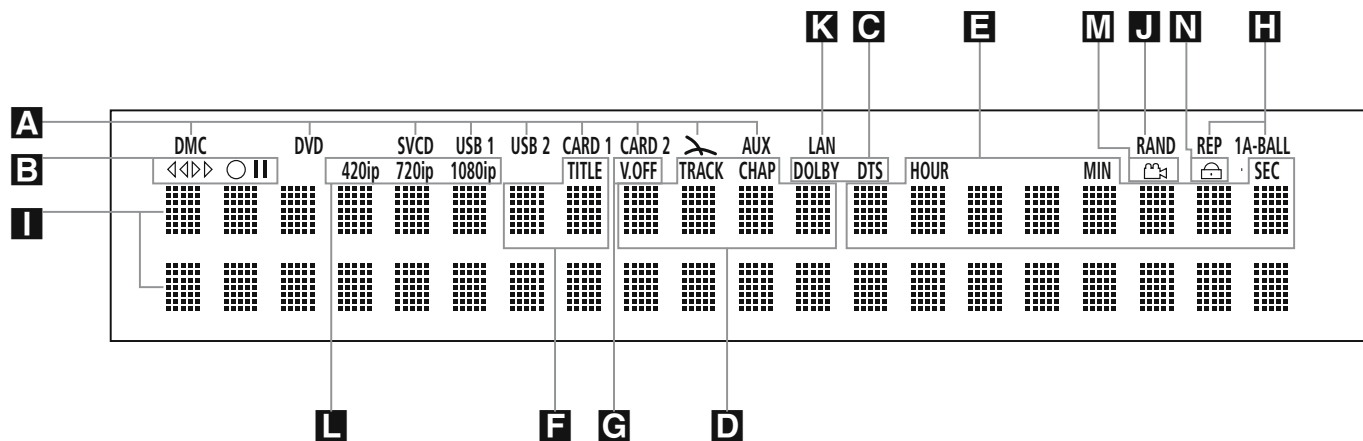 K C E M J N H
A DMC DVD SVCD USB 1 USB 2 CARD 1 CARD 2 AUX LAN RAND REP 1A-BALL
B 420ip 720ip 1080ip TITLE V.OFF TRACK CHAP DOLBY DTS HOUR MIN SEC
I
L F G D